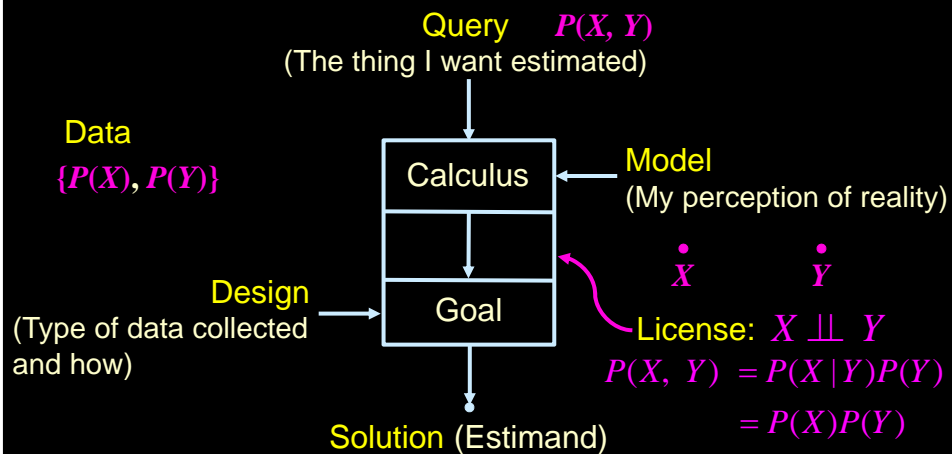 Query P(X, Y)
(The thing I want estimated)
Data
{P(X), P(Y)}
Calculus
Model
(My perception of reality)
X Y
Design
(Type of data collected
and how)
Goal
License: X ⫫ Y
P(X, Y) = P(X | Y)P(Y)
= P(X)P(Y)
Solution (Estimand)